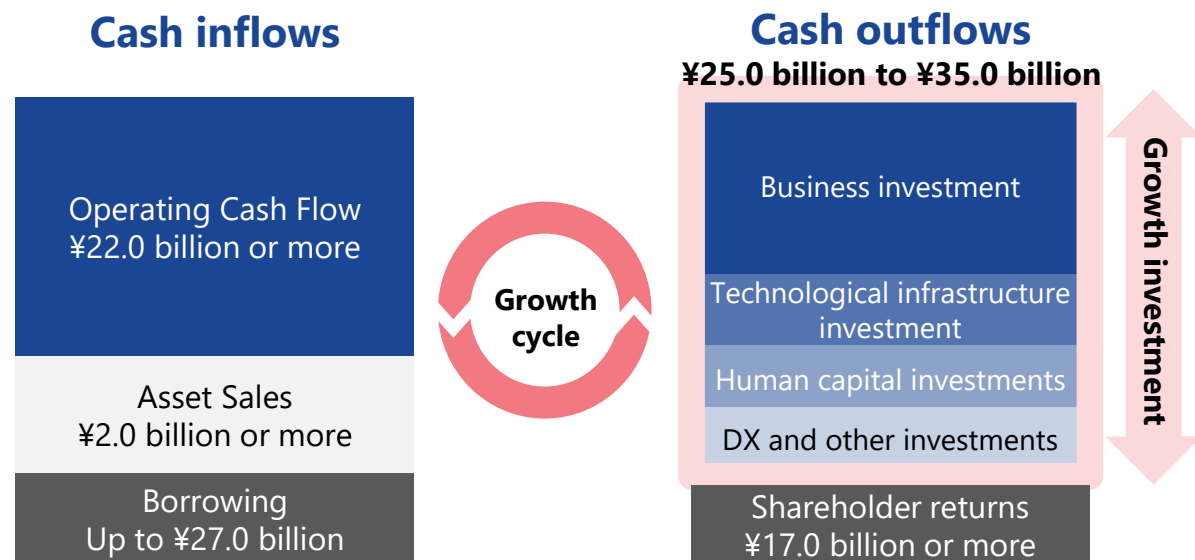 Cash inflows
Operating Cash Flow
¥22.0 billion or more
Asset Sales
¥2.0 billion or more
Borrowing
Up to ¥27.0 billion
Growth
cycle
Cash outflows
¥25.0 billion to ¥35.0 billion
Business investment
Technological infrastructure
investment
Human capital investments
DX and other investments
Shareholder returns
¥17.0 billion or more
Growth investment